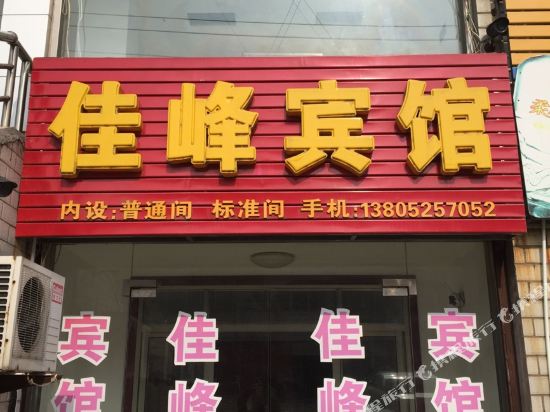 佳峰宾馆
内设:普通间 标准间 手机:13805257052
宾 佳 佳 宾
馆 峰 峰 馆